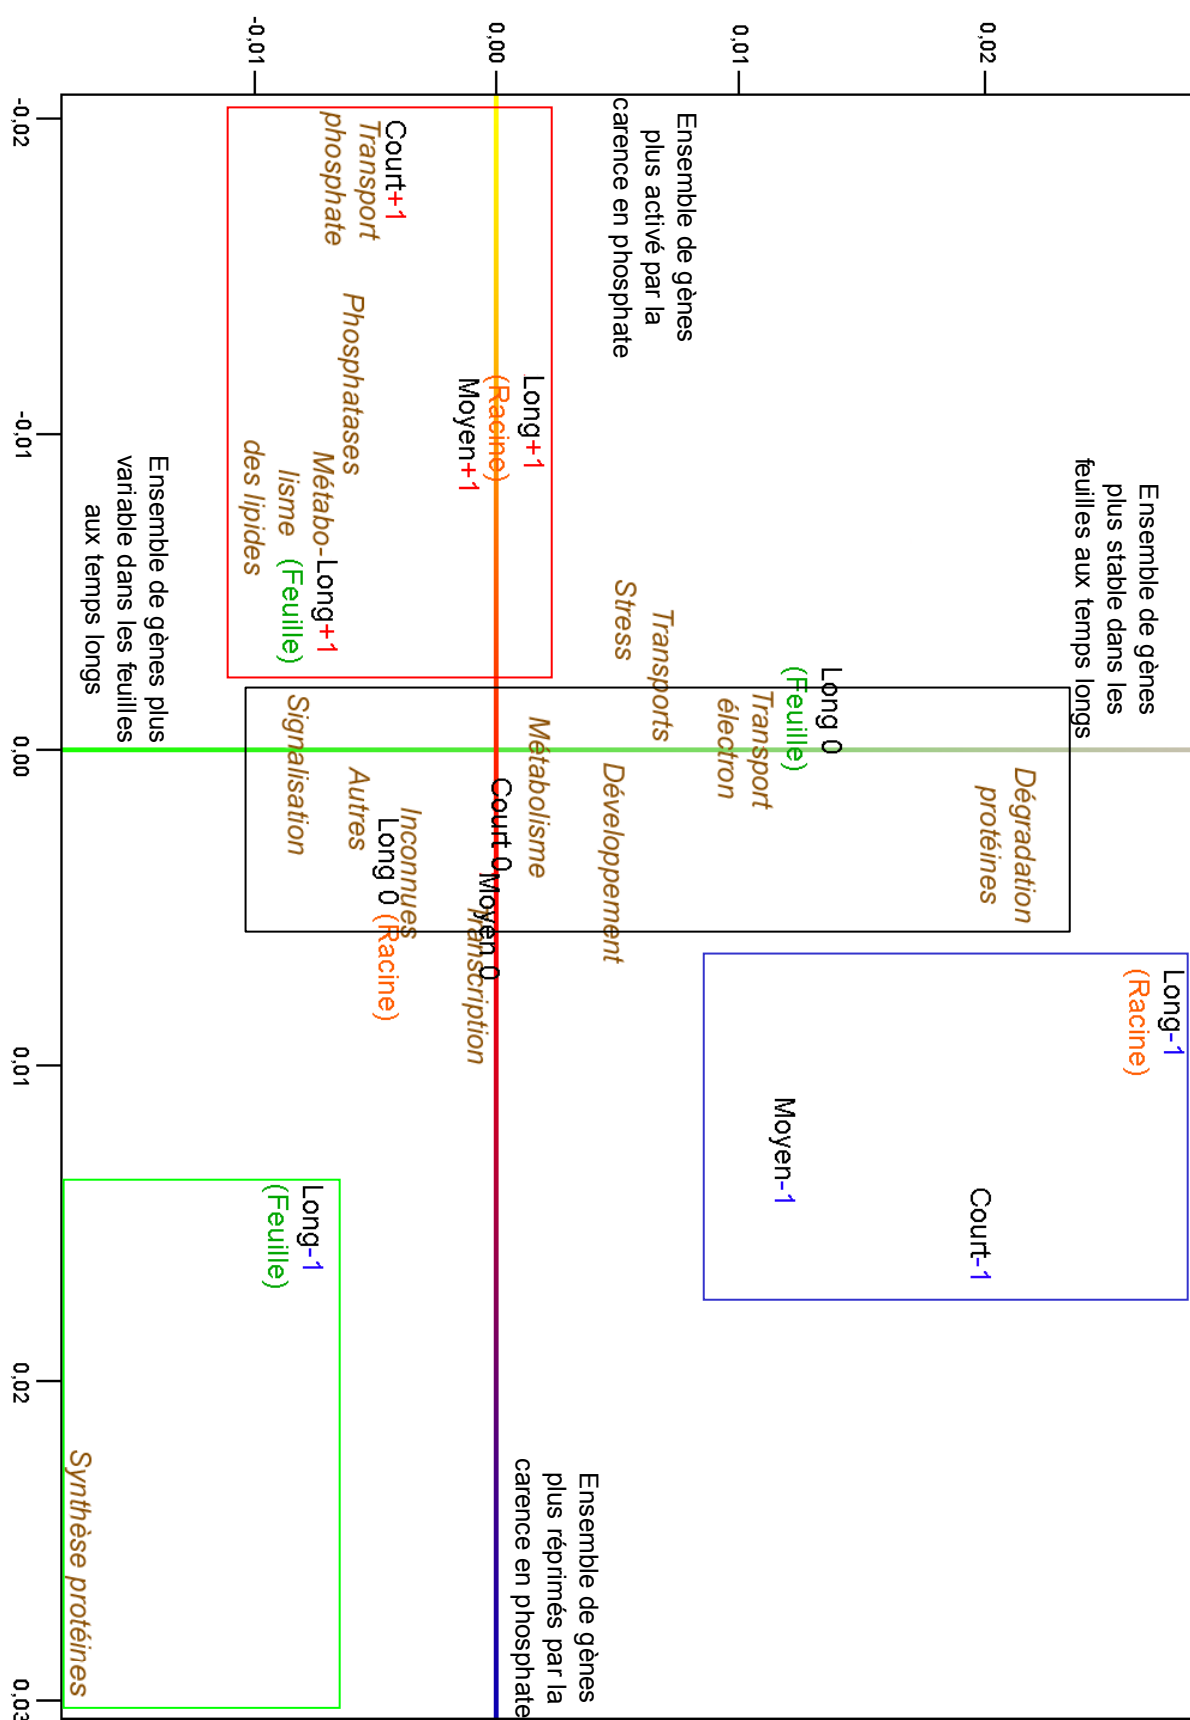 0,02
0,01
0,00
-0,01
-0,02
-0,01
0,00
0,01
0,02
0,03
Ensemble de gènes
plus stable dans les
feuilles aux temps longs
Ensemble de gènes
plus activé par la
carence en phosphate
Ensemble de gènes
plus réprimés par la
carence en phosphate
Ensemble de gènes plus
variable dans les feuilles
aux temps longs
Long-1
(Racine)
Court-1
Moyen-1
Dégradation
protéines
Long 0
(Feuille)
Transport
électron
Transports
Stress
Développement
Métabolisme
Court 0
Moyen 0
Transcription
Long+1
(Racine)
Moyen+1
Court+1
Transport
phosphate
Phosphatases
Métabo-
lisme
des lipides
Long+1
(Feuille)
Inconnues
Long 0 (Racine)
Autres
Signalisation
Long-1
(Feuille)
Synthèse protéines